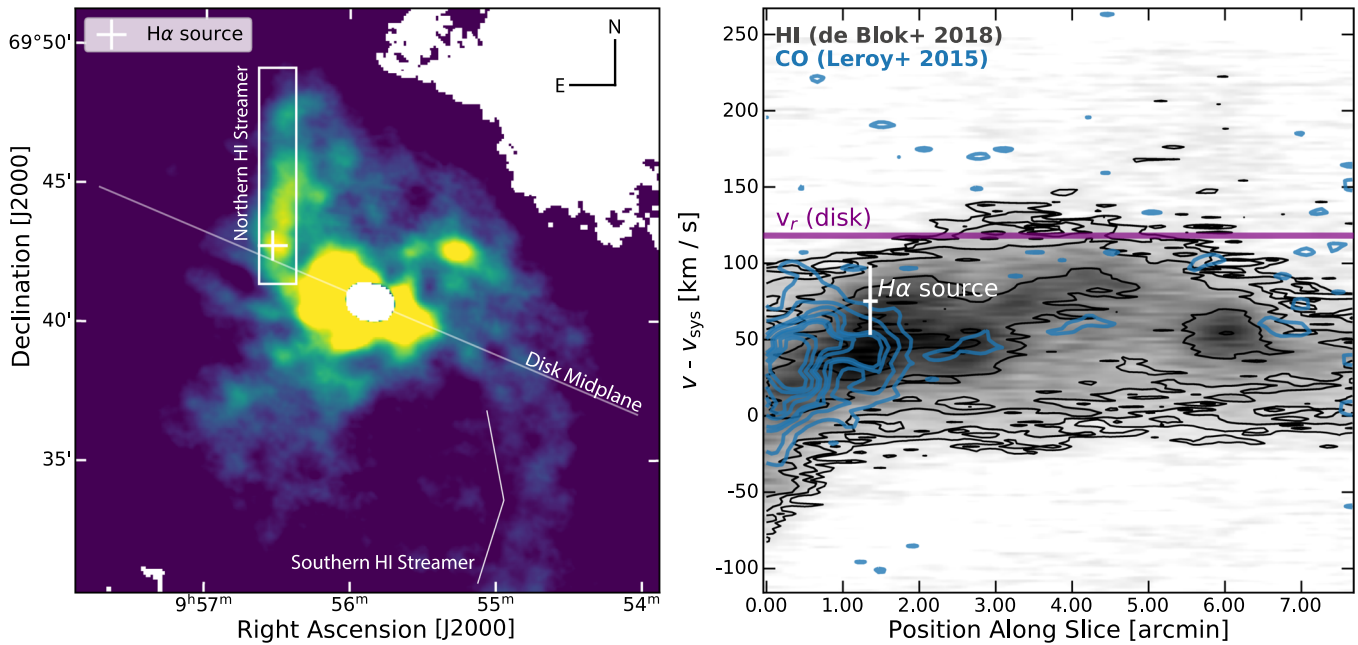 69°50'
45'
40'
35'
Declination [J2000]
Hα source
N
E
Northern HI Streamer
Disk Midplane
Southern HI Streamer
9ʰ57ᵐ
56ᵐ
55ᵐ
54ᵐ
Right Ascension [J2000]
250
200
150
100
50
0
-50
-100
v - v_sys [km / s]
HI (de Blok+ 2018)
CO (Leroy+ 2015)
v_r (disk)
Hα source
0.00
1.00
2.00
3.00
4.00
5.00
6.00
7.00
Position Along Slice [arcmin]